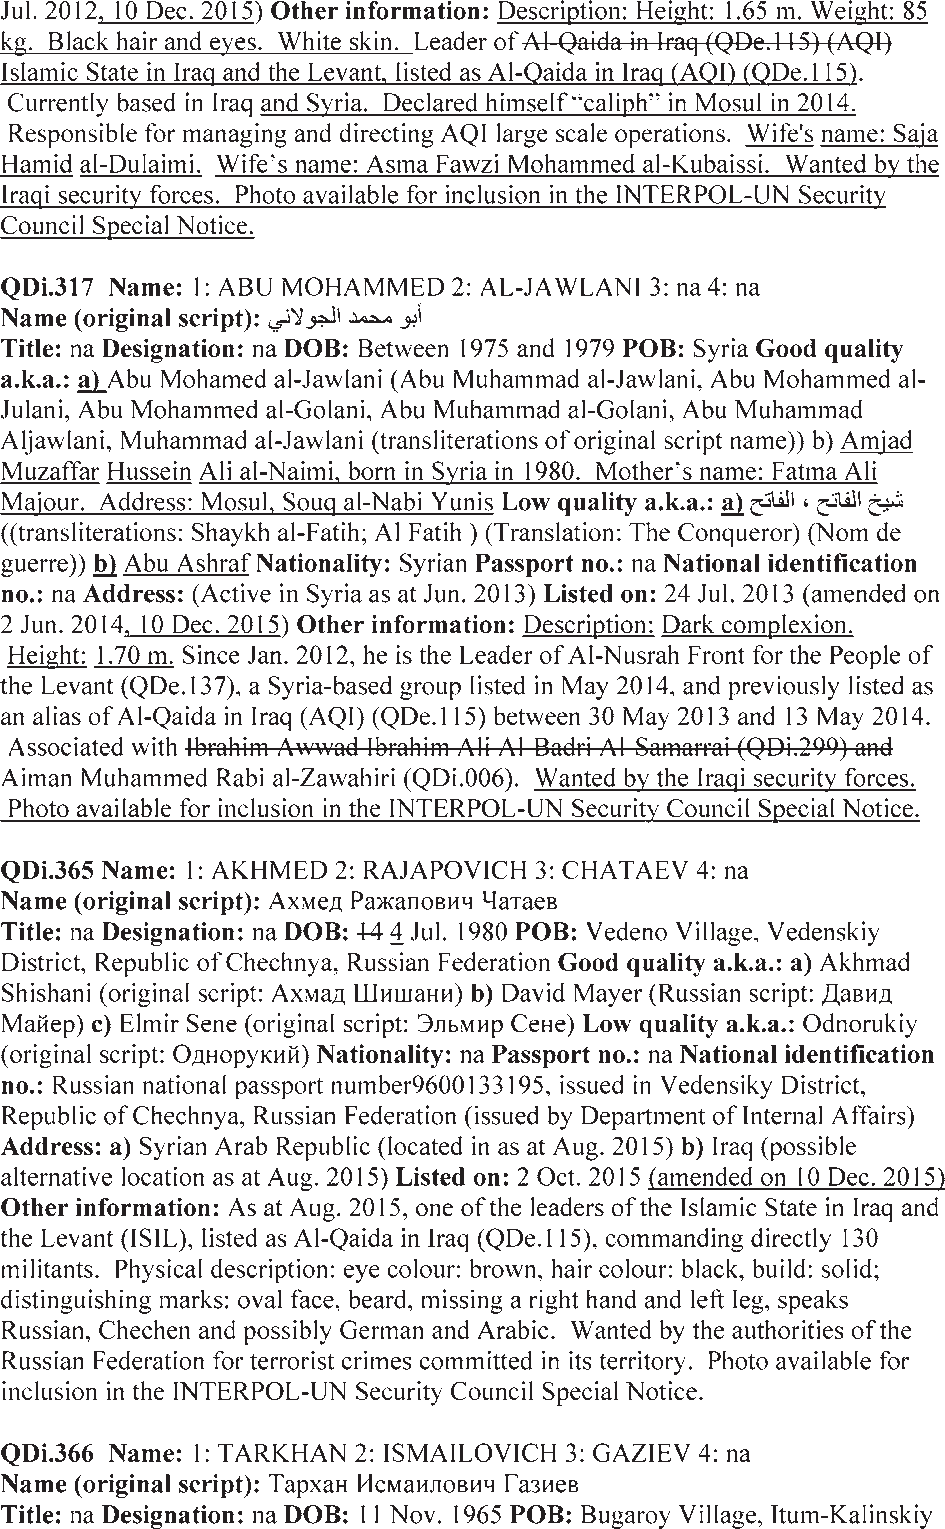 Jul. 2012, 10 Dec. 2015) Other information: Description: Height: 1.65 m. Weight: 85
kg.  Black hair and eyes.  White skin.  Leader of Al-Qaida in Iraq (QDe.115) (AQI)
Islamic State in Iraq and the Levant, listed as Al-Qaida in Iraq (AQI) (QDe.115).
Currently based in Iraq and Syria.  Declared himself “caliph” in Mosul in 2014.
Responsible for managing and directing AQI large scale operations.  Wife's name: Saja
Hamid al-Dulaimi.  Wife’s name: Asma Fawzi Mohammed al-Kubaissi.  Wanted by the
Iraqi security forces.  Photo available for inclusion in the INTERPOL-UN Security
Council Special Notice.
QDi.317  Name: 1: ABU MOHAMMED 2: AL-JAWLANI 3: na 4: na
Name (original script): أبو محمد الجولاني
Title: na Designation: na DOB: Between 1975 and 1979 POB: Syria Good quality
a.k.a.: a) Abu Mohamed al-Jawlani (Abu Muhammad al-Jawlani, Abu Mohammed al-
Julani, Abu Mohammed al-Golani, Abu Muhammad al-Golani, Abu Muhammad
Aljawlani, Muhammad al-Jawlani (transliterations of original script name)) b) Amjad
Muzaffar Hussein Ali al-Naimi, born in Syria in 1980.  Mother’s name: Fatma Ali
Majour.  Address: Mosul, Souq al-Nabi Yunis Low quality a.k.a.: a) شيخ الفاتح ، الفاتح
((transliterations: Shaykh al-Fatih; Al Fatih ) (Translation: The Conqueror) (Nom de
guerre)) b) Abu Ashraf Nationality: Syrian Passport no.: na National identification
no.: na Address: (Active in Syria as at Jun. 2013) Listed on: 24 Jul. 2013 (amended on
2 Jun. 2014, 10 Dec. 2015) Other information: Description: Dark complexion.
Height: 1.70 m. Since Jan. 2012, he is the Leader of Al-Nusrah Front for the People of
the Levant (QDe.137), a Syria-based group listed in May 2014, and previously listed as
an alias of Al-Qaida in Iraq (AQI) (QDe.115) between 30 May 2013 and 13 May 2014.
Associated with Ibrahim Awwad Ibrahim Ali Al-Badri Al-Samarrai (QDi.299) and
Aiman Muhammed Rabi al-Zawahiri (QDi.006).  Wanted by the Iraqi security forces.
Photo available for inclusion in the INTERPOL-UN Security Council Special Notice.
QDi.365 Name: 1: AKHMED 2: RAJAPOVICH 3: CHATAEV 4: na
Name (original script): Ахмед Ражапович Чатаев
Title: na Designation: na DOB: 14 4 Jul. 1980 POB: Vedeno Village, Vedenskiy
District, Republic of Chechnya, Russian Federation Good quality a.k.a.: a) Akhmad
Shishani (original script: Ахмад Шишани) b) David Mayer (Russian script: Давид
Майер) c) Elmir Sene (original script: Эльмир Сене) Low quality a.k.a.: Odnorukiy
(original script: Однорукий) Nationality: na Passport no.: na National identification
no.: Russian national passport number9600133195, issued in Vedensiky District,
Republic of Chechnya, Russian Federation (issued by Department of Internal Affairs)
Address: a) Syrian Arab Republic (located in as at Aug. 2015) b) Iraq (possible
alternative location as at Aug. 2015) Listed on: 2 Oct. 2015 (amended on 10 Dec. 2015)
Other information: As at Aug. 2015, one of the leaders of the Islamic State in Iraq and
the Levant (ISIL), listed as Al-Qaida in Iraq (QDe.115), commanding directly 130
militants.  Physical description: eye colour: brown, hair colour: black, build: solid;
distinguishing marks: oval face, beard, missing a right hand and left leg, speaks
Russian, Chechen and possibly German and Arabic.  Wanted by the authorities of the
Russian Federation for terrorist crimes committed in its territory.  Photo available for
inclusion in the INTERPOL-UN Security Council Special Notice.
QDi.366  Name: 1: TARKHAN 2: ISMAILOVICH 3: GAZIEV 4: na
Name (original script): Тархан Исмаилович Газиев
Title: na Designation: na DOB: 11 Nov. 1965 POB: Bugaroy Village, Itum-Kalinskiy